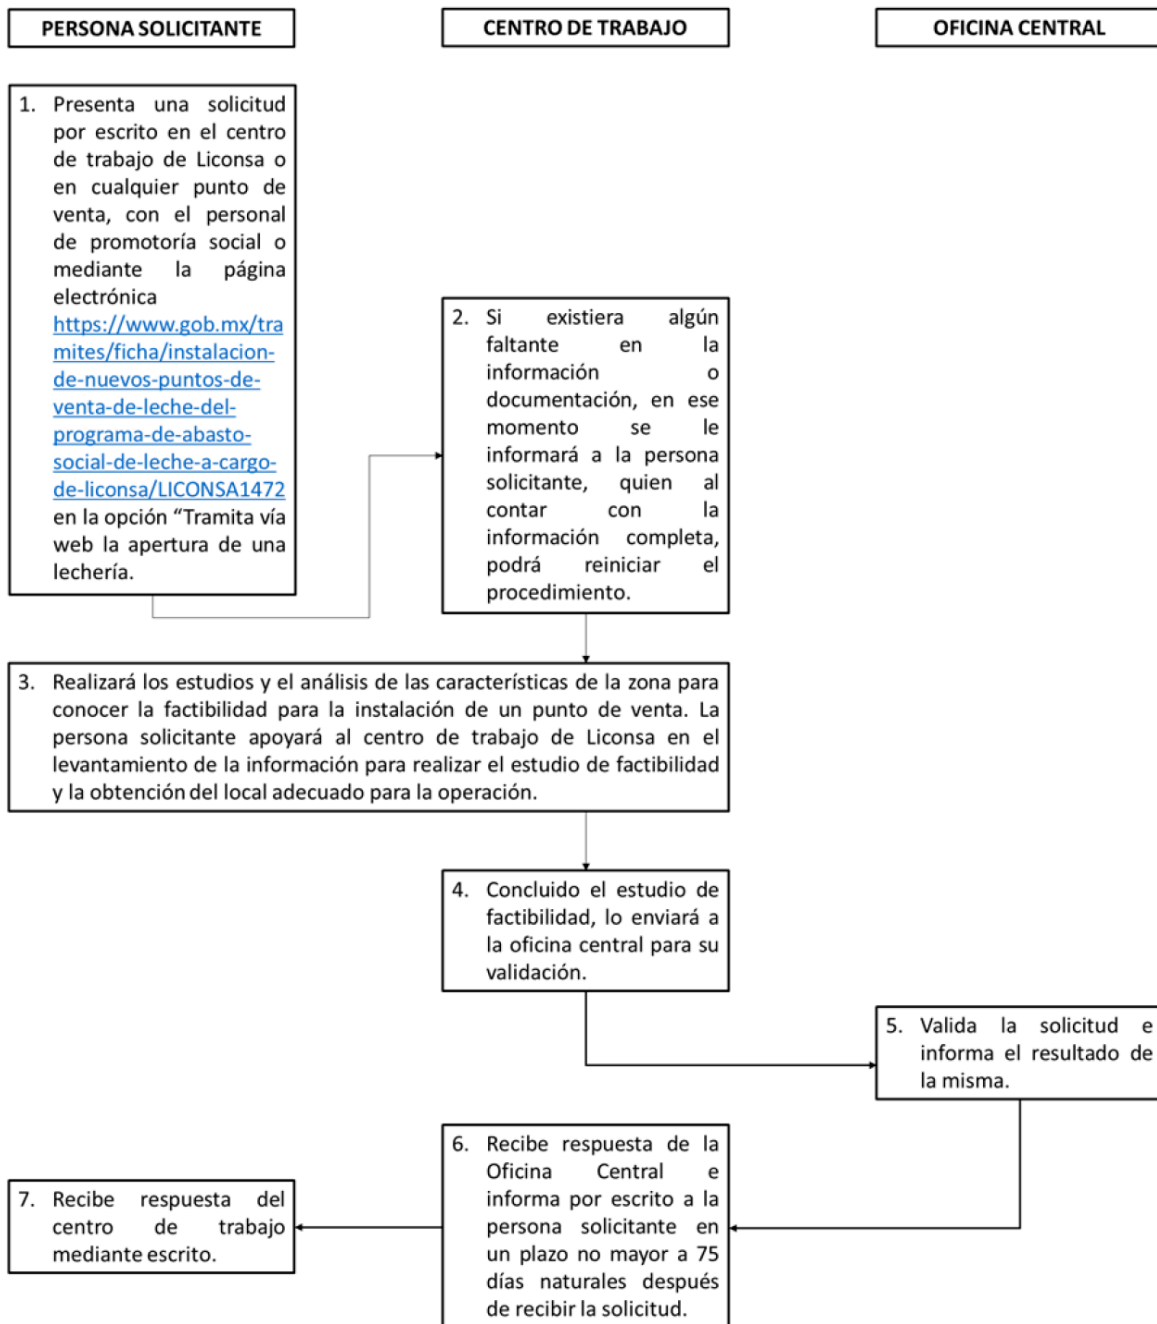 PERSONA SOLICITANTE
CENTRO DE TRABAJO
OFICINA CENTRAL
1. Presenta una solicitud
por escrito en el centro
de trabajo de Liconsa o
en cualquier punto de
venta, con el personal
de promotoría social o
mediante la página
electrónica
https://www.gob.mx/tra
mites/ficha/instalacion-
de-nuevos-puntos-de-
venta-de-leche-del-
programa-de-abasto-
social-de-leche-a-cargo-
de-liconsa/LICONSA1472
en la opción “Tramita vía
web la apertura de una
lechería.
2. Si existiera algún
faltante en la
información o
documentación, en ese
momento se le
informará a la persona
solicitante, quien al
contar con la
información completa,
podrá reiniciar el
procedimiento.
3. Realizará los estudios y el análisis de las características de la zona para
conocer la factibilidad para la instalación de un punto de venta. La
persona solicitante apoyará al centro de trabajo de Liconsa en el
levantamiento de la información para realizar el estudio de factibilidad
y la obtención del local adecuado para la operación.
4. Concluido el estudio de
factibilidad, lo enviará a
la oficina central para su
validación.
5. Valida la solicitud e
informa el resultado de
la misma.
6. Recibe respuesta de la
Oficina Central e
informa por escrito a la
persona solicitante en
un plazo no mayor a 75
días naturales después
de recibir la solicitud.
7. Recibe respuesta del
centro de trabajo
mediante escrito.